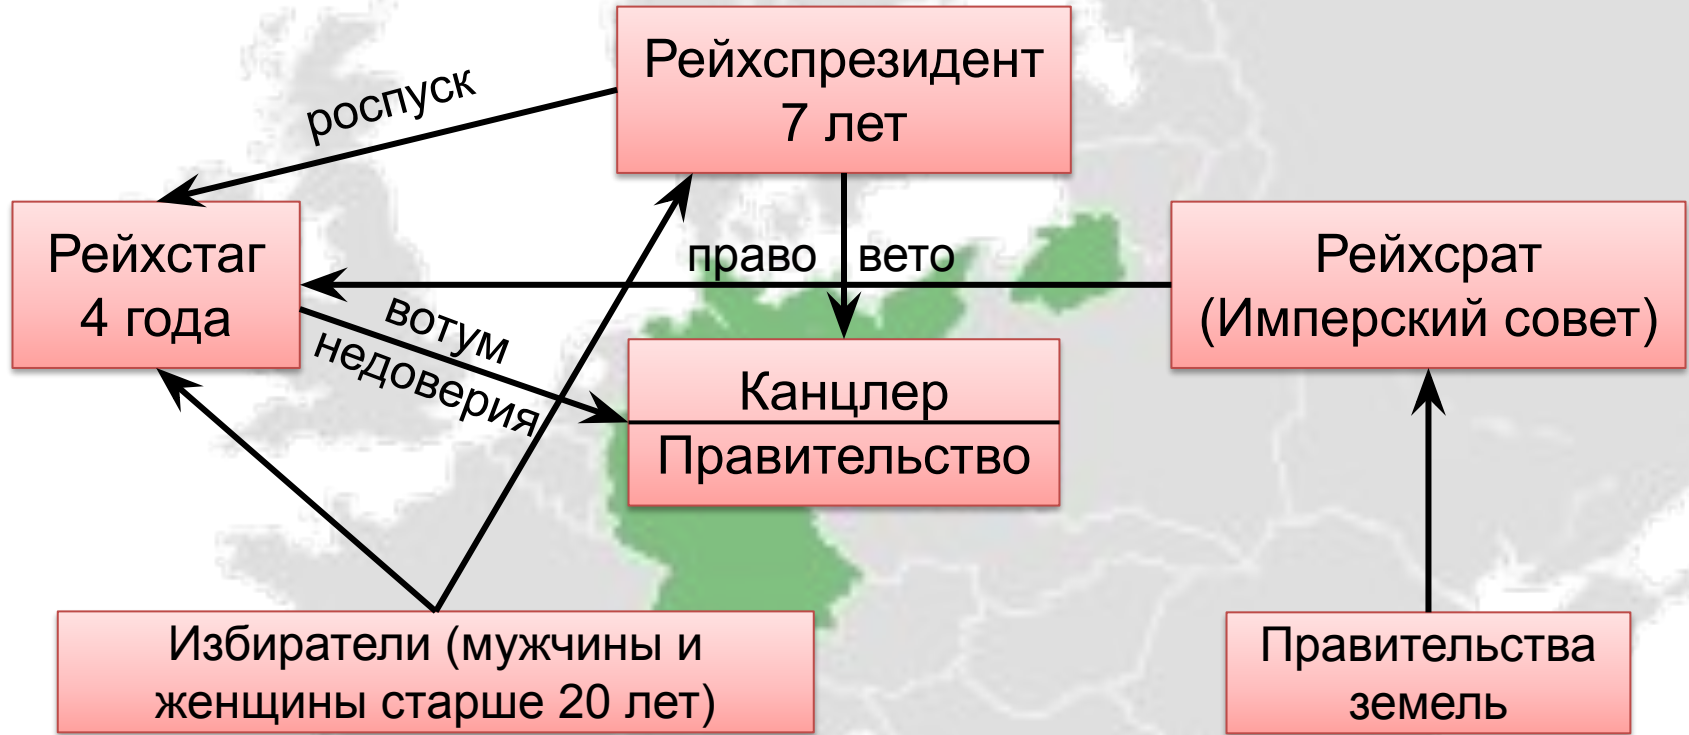 Рейхспрезидент
7 лет
роспуск
Рейхстаг
4 года
право вето
Рейхсрат
(Имперский совет)
вотум
недоверия
Канцлер
Правительство
Избиратели (мужчины и
женщины старше 20 лет)
Правительства
земель